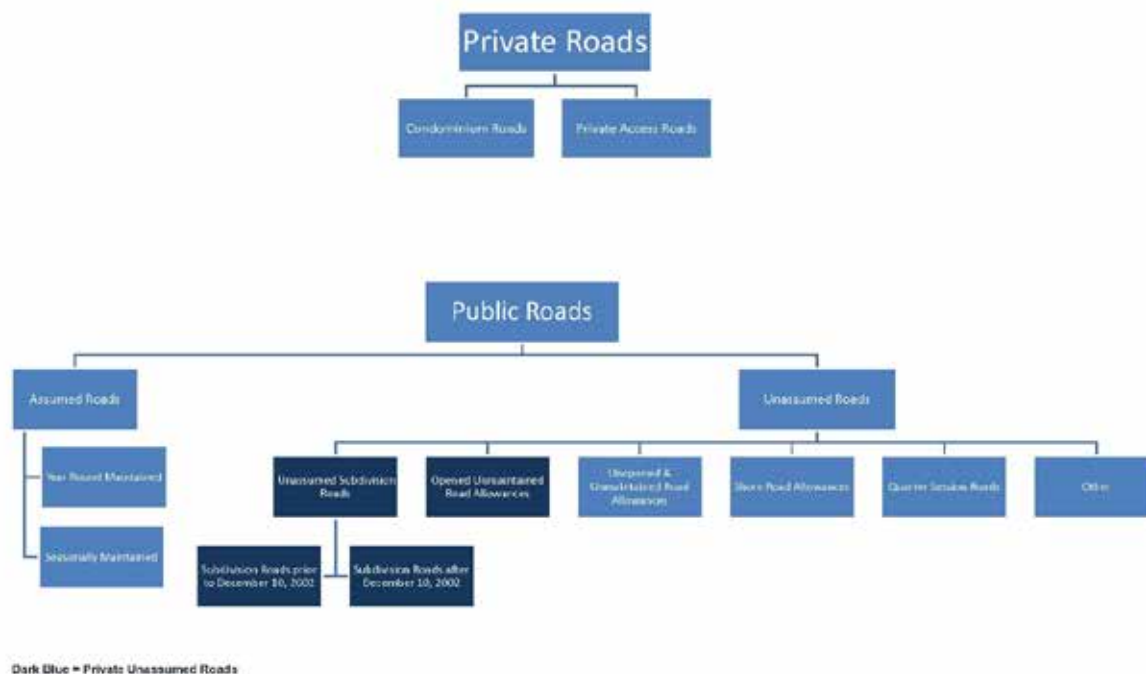 Private Roads
Condominium Roads
Private Access Roads
Public Roads
Assumed Roads
Unassumed Roads
Year Round Maintained
Seasonally Maintained
Unassumed Subdivision
Roads
Opened Unmaintained
Road Allowances
Unopened &
Unmaintained Road
Allowances
Shore Road Allowances
Quarter Session Roads
Other
Subdivision Roads prior
to December 10, 2002
Subdivision Roads after
December 10, 2002
Dark Blue = Private Unassumed Roads